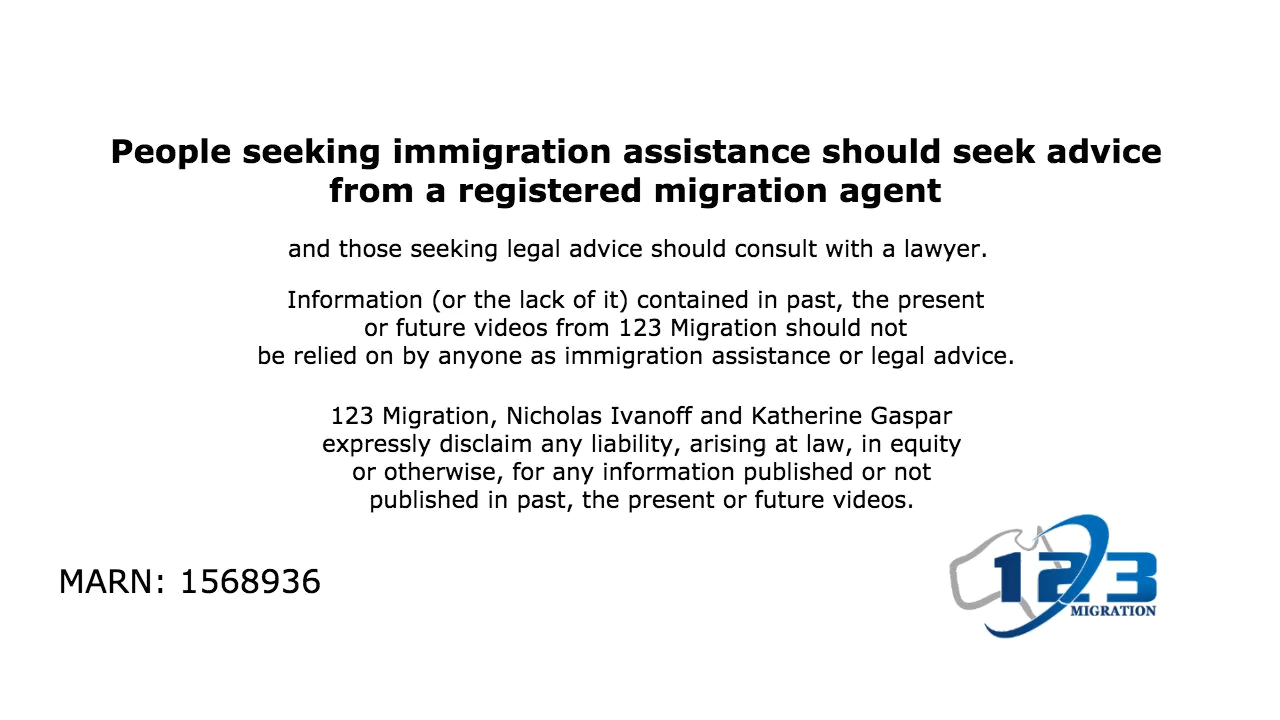 People seeking immigration assistance should seek advice
from a registered migration agent
and those seeking legal advice should consult with a lawyer.
Information (or the lack of it) contained in past, the present
or future videos from 123 Migration should not
be relied on by anyone as immigration assistance or legal advice.
123 Migration, Nicholas Ivanoff and Katherine Gaspar
expressly disclaim any liability, arising at law, in equity
or otherwise, for any information published or not
published in past, the present or future videos.
MARN: 1568936
123
MIGRATION